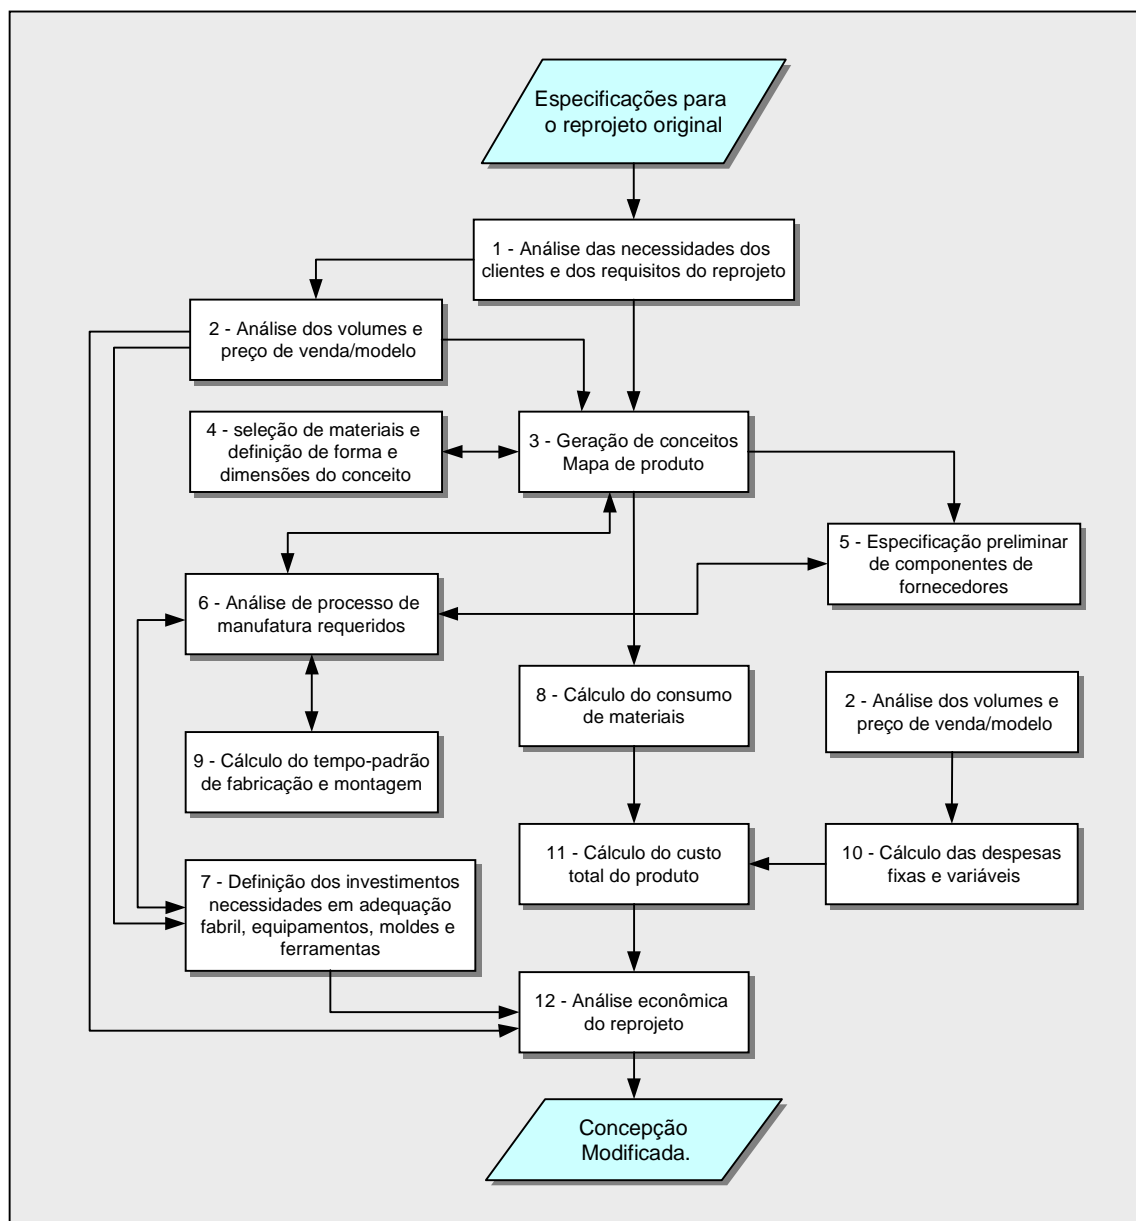 Especificações para
o reprojeto original
1 - Análise das necessidades dos
clientes e dos requisitos do reprojeto
2 - Análise dos volumes e
preço de venda/modelo
4 - seleção de materiais e
definição de forma e
dimensões do conceito
3 - Geração de conceitos
Mapa de produto
5 - Especificação preliminar
de componentes de
fornecedores
6 - Análise de processo de
manufatura requeridos
8 - Cálculo do consumo
de materiais
2 - Análise dos volumes e
preço de venda/modelo
9 - Cálculo do tempo-padrão
de fabricação e montagem
11 - Cálculo do custo
total do produto
10 - Cálculo das despesas
fixas e variáveis
7 - Definição dos investimentos
necessidades em adequação
fabril, equipamentos, moldes e
ferramentas
12 - Análise econômica
do reprojeto
Concepção
Modificada.